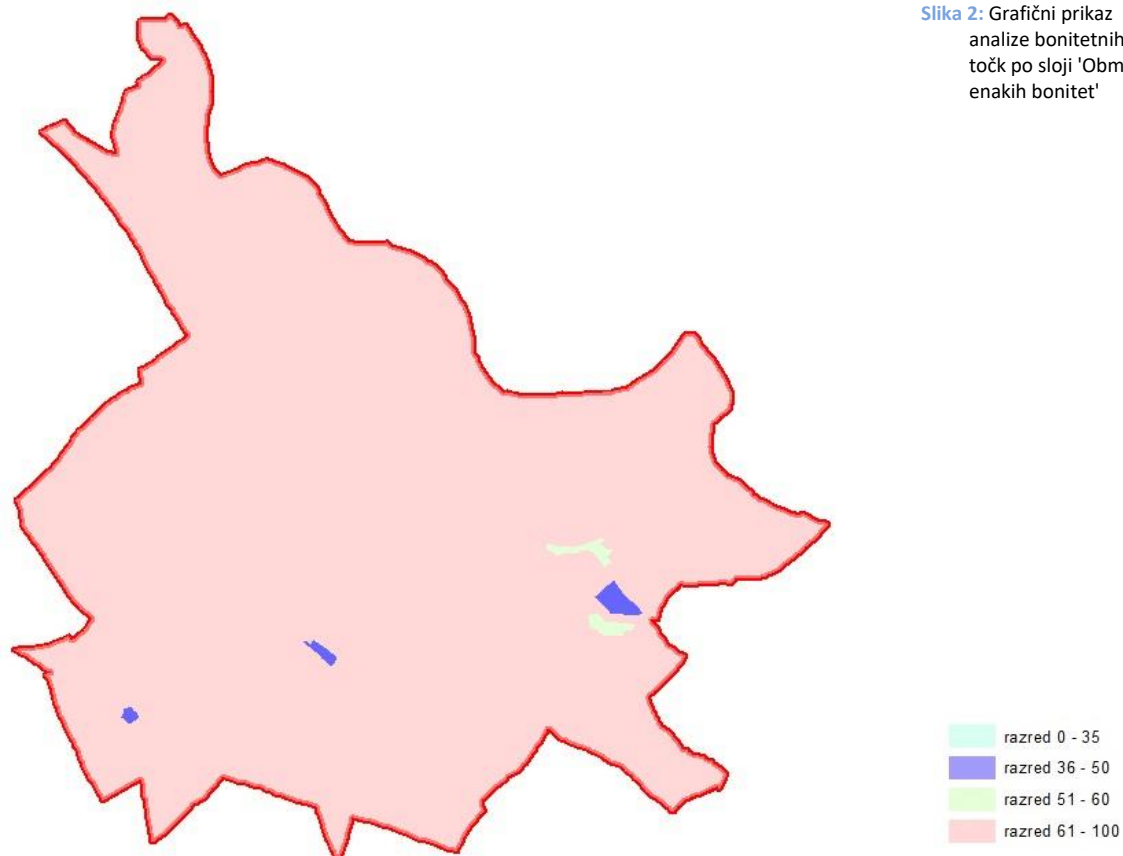 Slika 2: Grafični prikaz
analize bonitetnih
točk po sloji 'Obm
enakih bonitet'
razred 0 - 35
razred 36 - 50
razred 51 - 60
razred 61 - 100